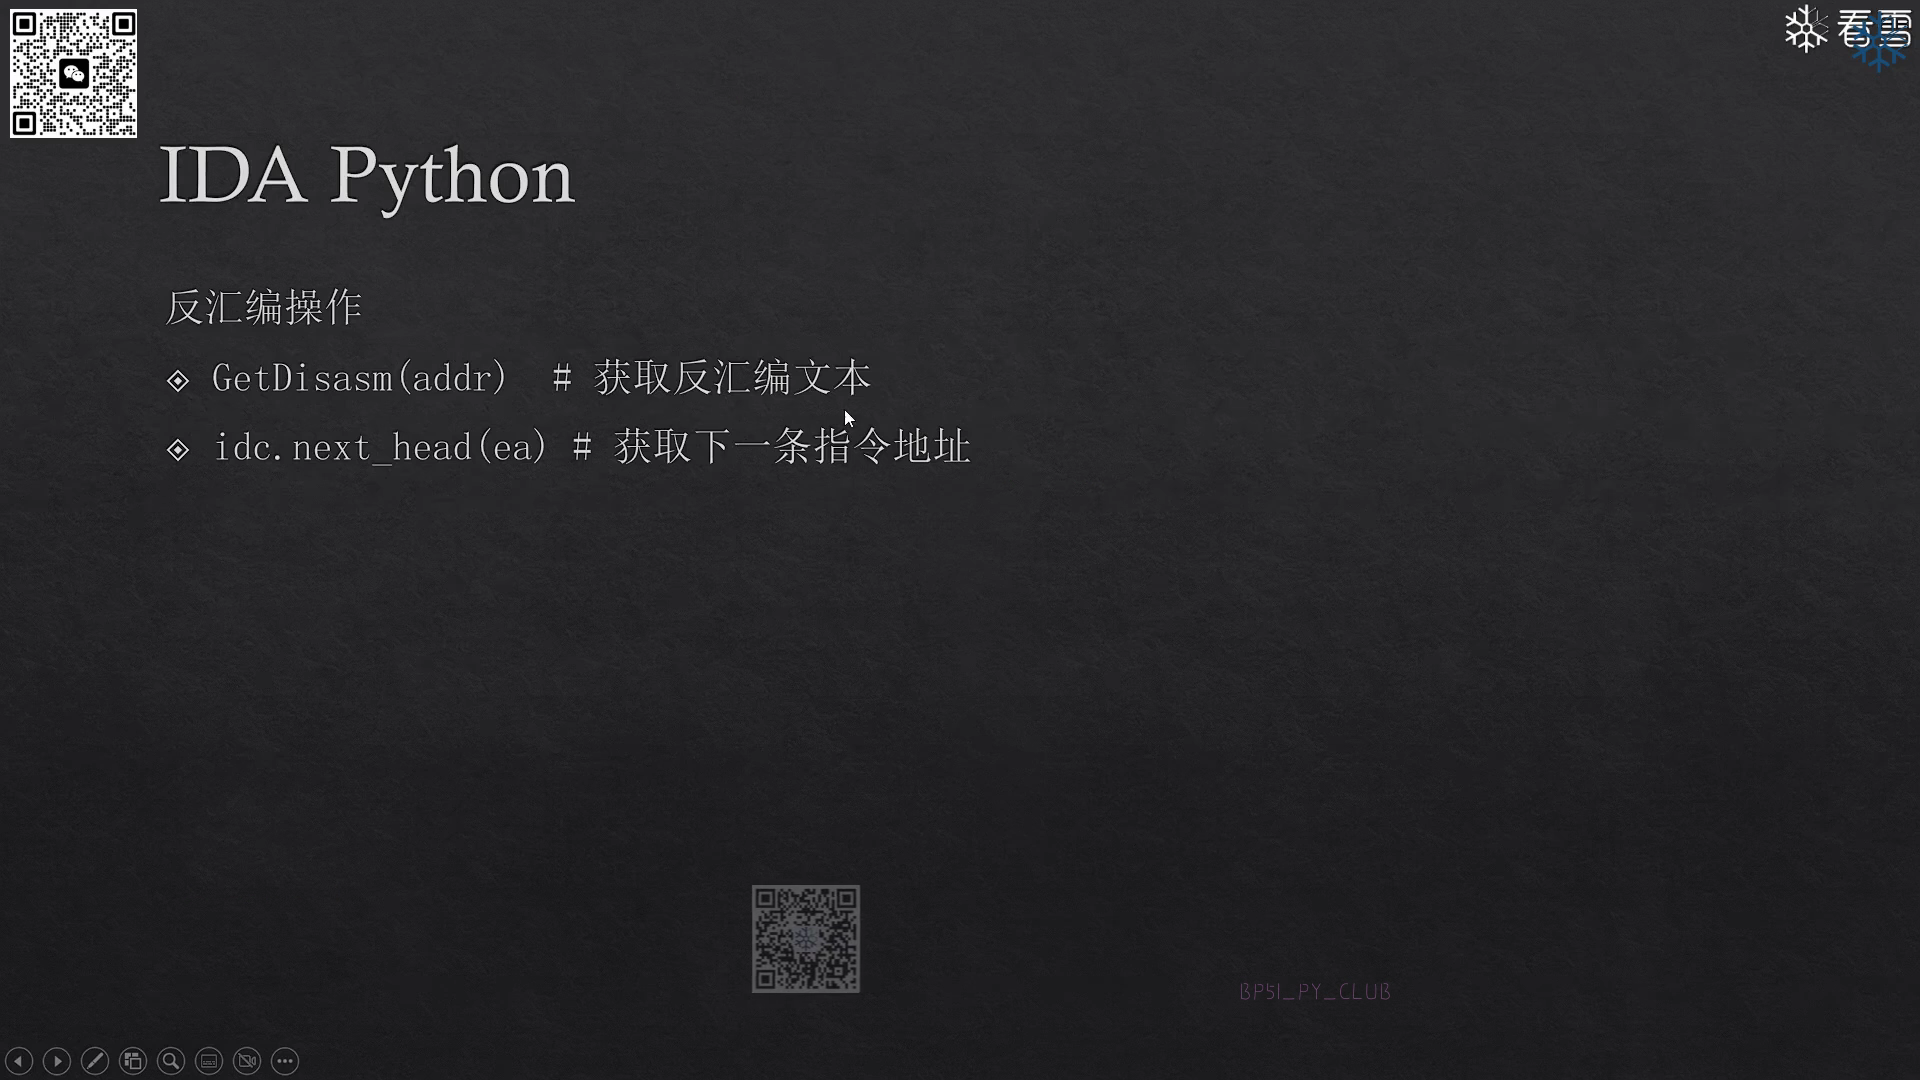 看雪
IDA Python
反汇编操作
GetDisasm(addr) # 获取反汇编文本
idc.next_head(ea) # 获取下一条指令地址
BP5I_PY_CLUB